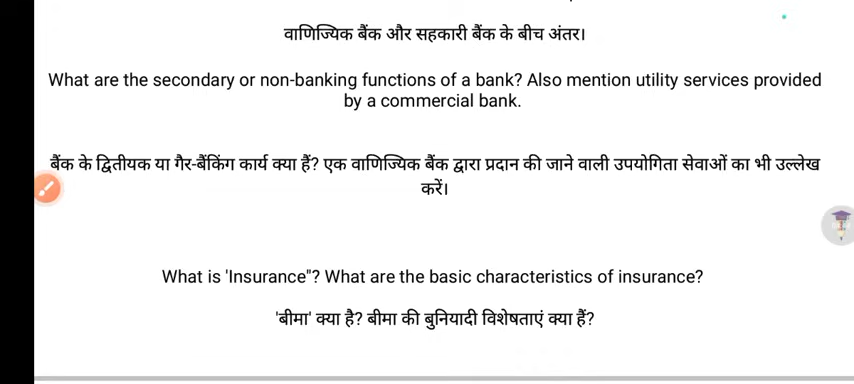 वाणिज्यिक बैंक और सहकारी बैंक के बीच अंतर।
What are the secondary or non-banking functions of a bank? Also mention utility services provided
by a commercial bank.
बैंक के द्वितीयक या गैर-बैंकिंग कार्य क्या हैं? एक वाणिज्यिक बैंक द्वारा प्रदान की जाने वाली उपयोगिता सेवाओं का भी उल्लेख
करें।
What is 'Insurance"? What are the basic characteristics of insurance?
'बीमा' क्या है? बीमा की बुनियादी विशेषताएं क्या हैं?